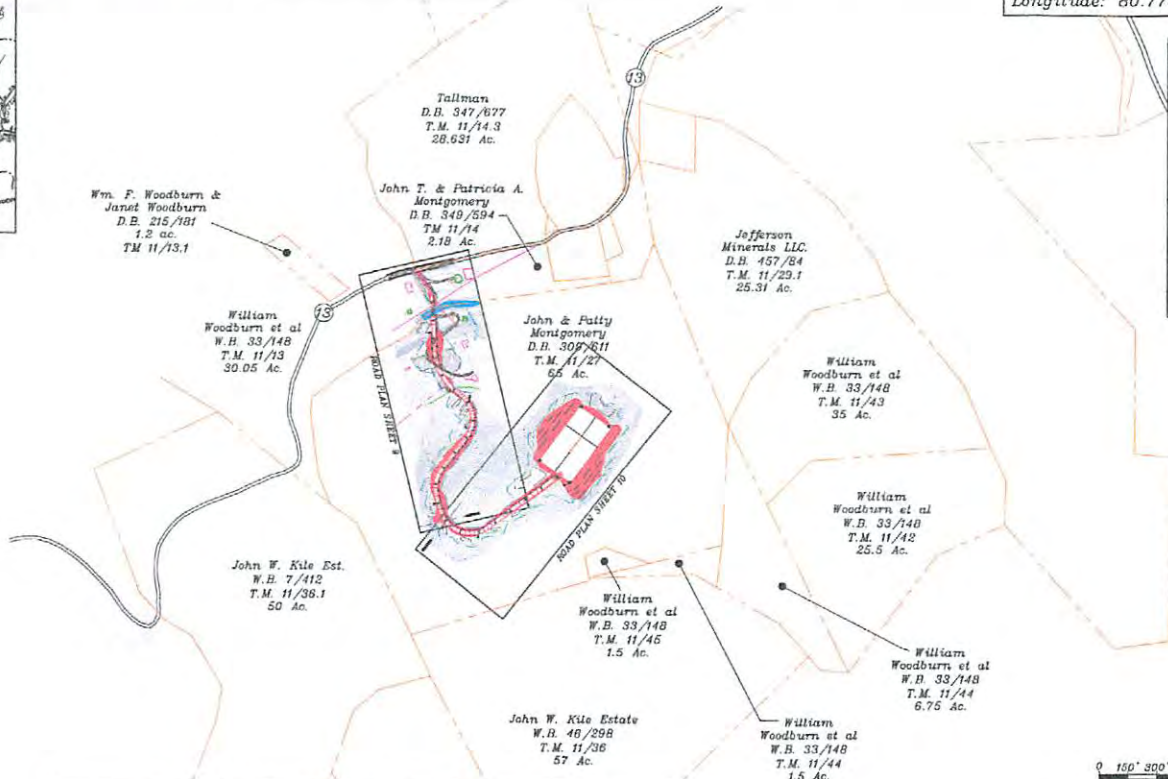 Longitude: 80.77
13
Tallman
D.B. 347/677
T.M. 11/14.3
28.631 Ac.
Wm. F. Woodburn &
Janet Woodburn
D.B. 215/181
1.2 ac.
TM 11/13.1
John T. & Patricia A.
Montgomery
D.B. 349/594
TM 11/14
2.18 Ac.
Jefferson
Minerals LLC.
D.B. 457/84
T.M. 11/29.1
25.31 Ac.
13
William
Woodburn et al
W.B. 33/148
T.M. 11/13
30.05 Ac.
John & Patty
Montgomery
D.B. 309/611
T.M. 11/27
65 Ac.
William
Woodburn et al
W.B. 33/148
T.M. 11/43
35 Ac.
ROAD PLAN SHEET
ROAD PLAN SHEET 10
William
Woodburn et al
W.B. 33/148
T.M. 11/42
25.5 Ac.
John W. Kile Est.
W.B. 7/412
T.M. 11/36.1
50 Ac.
William
Woodburn et al
W.B. 33/148
T.M. 11/45
1.5 Ac.
William
Woodburn et al
W.B. 33/148
T.M. 11/44
6.75 Ac.
John W. Kile Estate
W.B. 46/298
T.M. 11/36
57 Ac.
William
Woodburn et al
W.B. 33/148
T.M. 11/44
1.5 Ac.
0 150' 300'